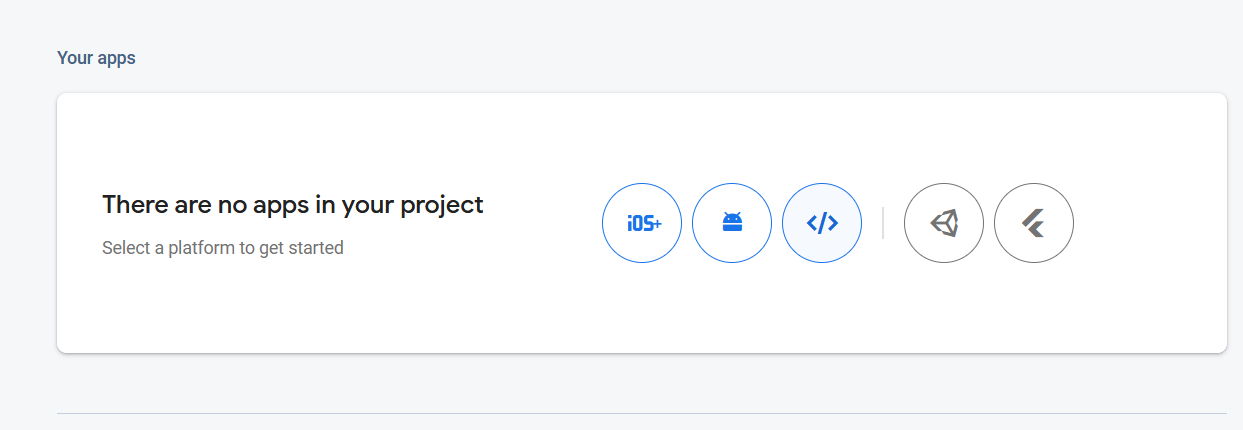 Your apps
There are no apps in your project
Select a platform to get started
iOS+